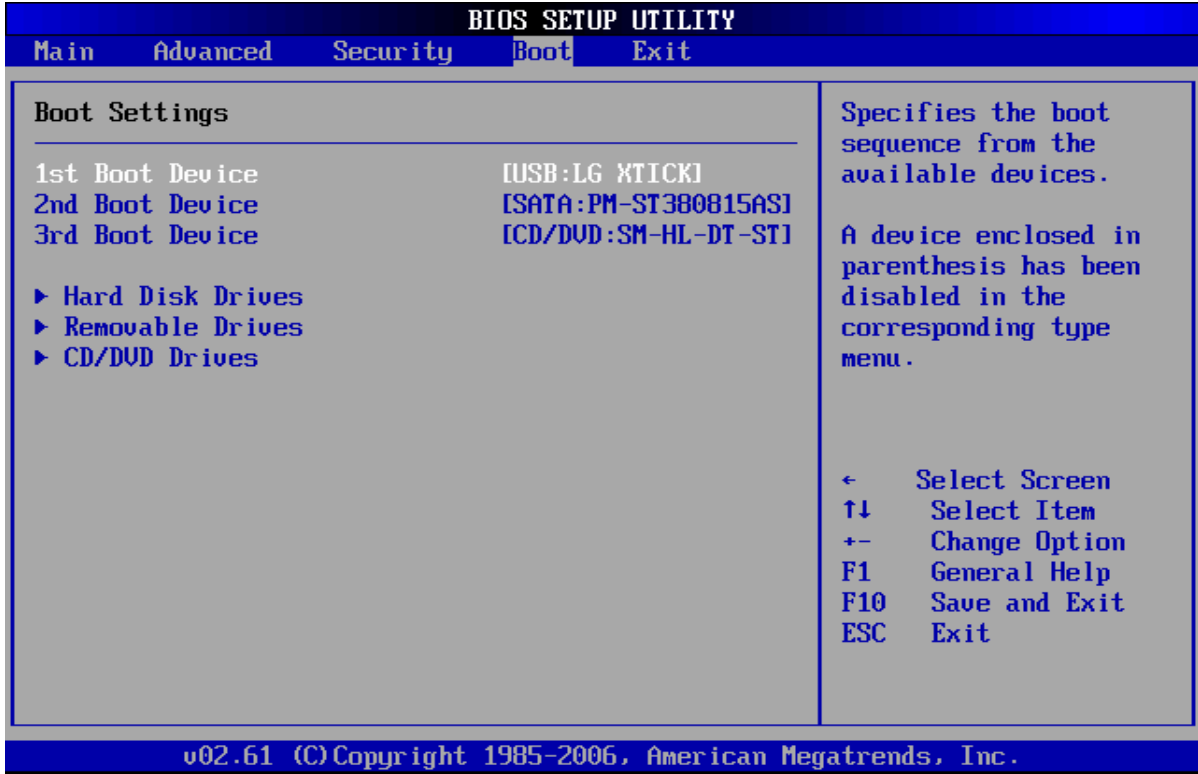 BIOS SETUP UTILITY
Main Advanced Security Boot Exit
Boot Settings
1st Boot Device [USB:LG XTICK]
2nd Boot Device [SATA:PM-ST380815AS]
3rd Boot Device [CD/DVD:SM-HL-DT-ST]
▶ Hard Disk Drives
▶ Removable Drives
▶ CD/DVD Drives
Specifies the boot
sequence from the
available devices.
A device enclosed in
parenthesis has been
disabled in the
corresponding type
menu.
← Select Screen
↑↓ Select Item
+- Change Option
F1 General Help
F10 Save and Exit
ESC Exit
v02.61 (C)Copyright 1985-2006, American Megatrends, Inc.